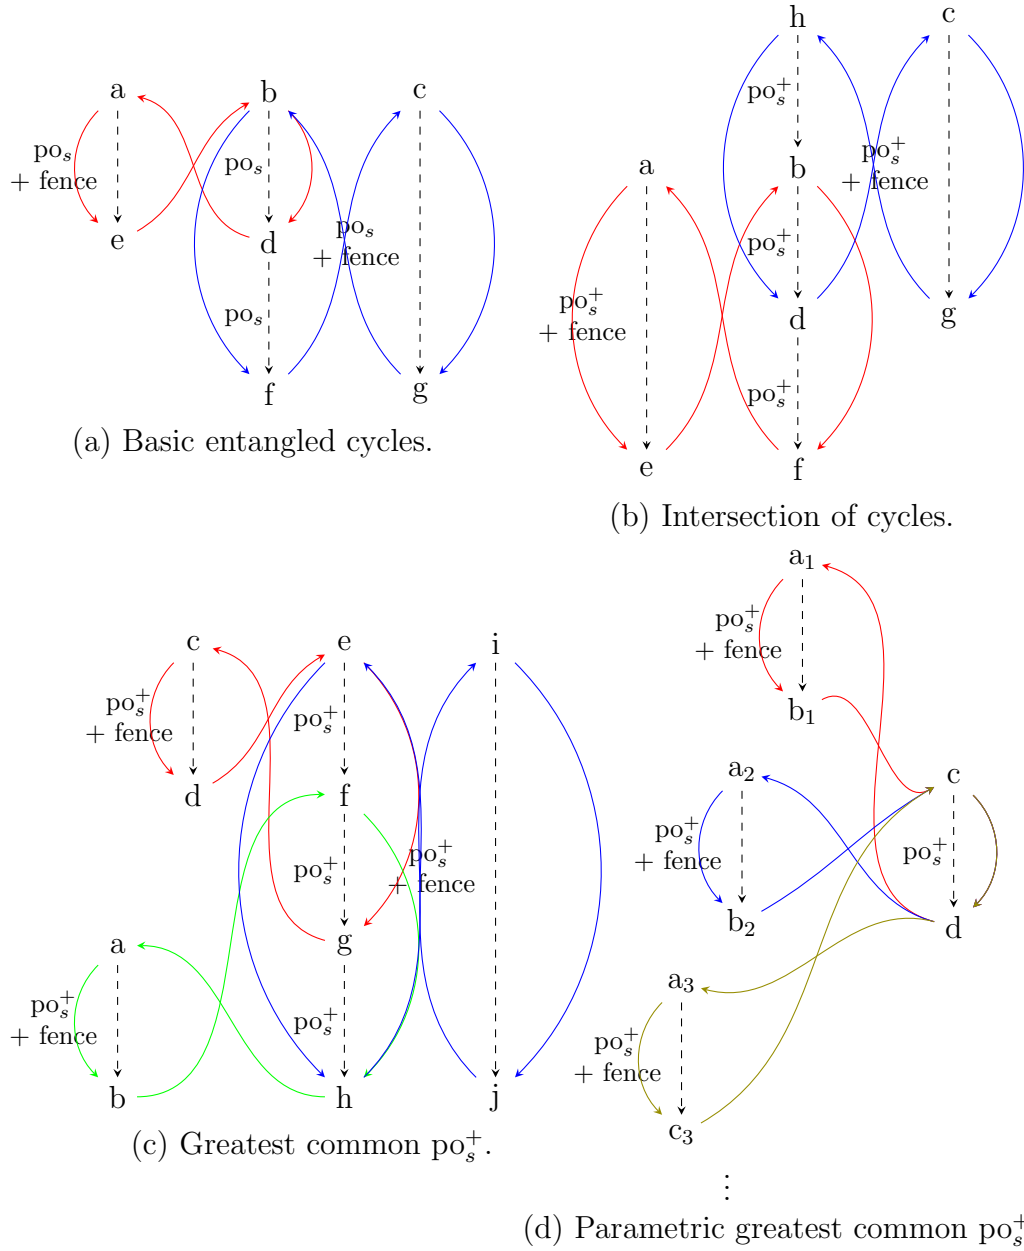 a
b
c
po_s
+ fence
po_s
e
d
po_s
+ fence
po_s
f
g
(a) Basic entangled cycles.
h
c
po_s^+
a
b
po_s^+
+ fence
po_s^+
d
g
po_s^+
+ fence
po_s^+
e
f
(b) Intersection of cycles.
c
e
i
po_s^+
+ fence
po_s^+
d
f
po_s^+
po_s^+
+ fence
a
g
po_s^+
+ fence
po_s^+
b
h
j
(c) Greatest common po_s^+.
a_1
po_s^+
+ fence
b_1
a_2
c
po_s^+
+ fence
po_s^+
b_2
d
a_3
po_s^+
+ fence
c_3
⋮
(d) Parametric greatest common po_s^+